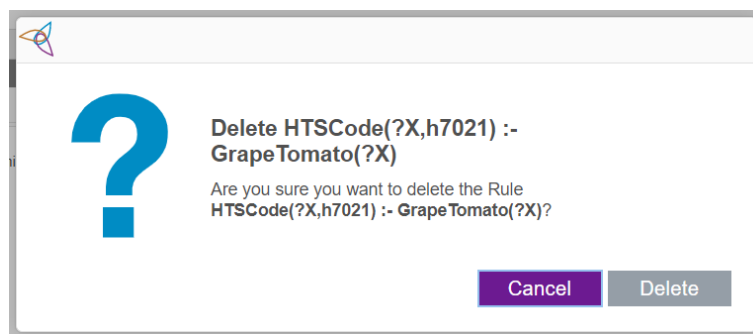 Delete HTSCode(?X,h7021) :-
GrapeTomato(?X)
Are you sure you want to delete the Rule
HTSCode(?X,h7021) :- GrapeTomato(?X)?
Cancel
Delete